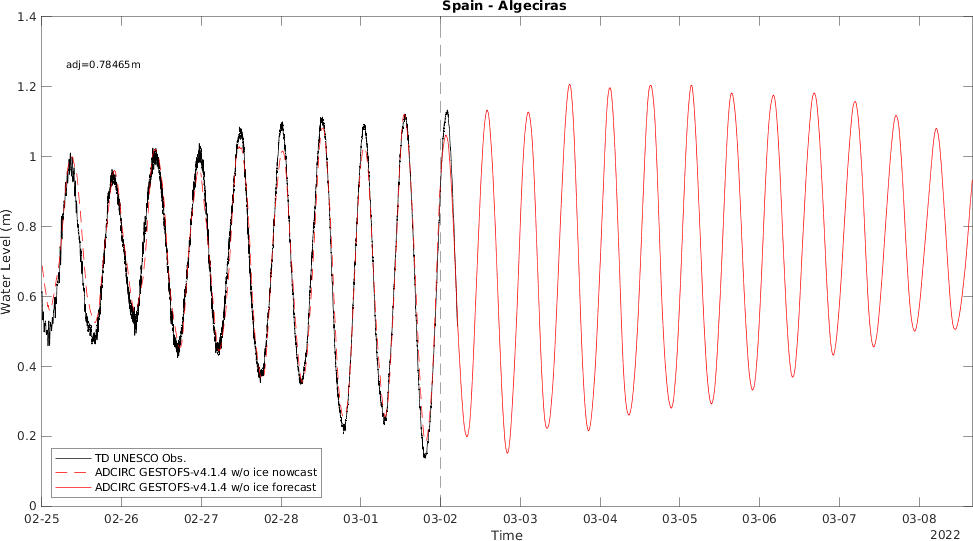 Spain - Algeciras
1.4
adj=0.78465m
1.2
1
0.8
Water Level (m)
0.6
0.4
0.2
0
TD UNESCO Obs.
ADCIRC GESTOFS-v4.1.4 w/o ice nowcast
ADCIRC GESTOFS-v4.1.4 w/o ice forecast
02-25 02-26 02-27 02-28 03-01 03-02 03-03 03-04 03-05 03-06 03-07 03-08
Time
2022